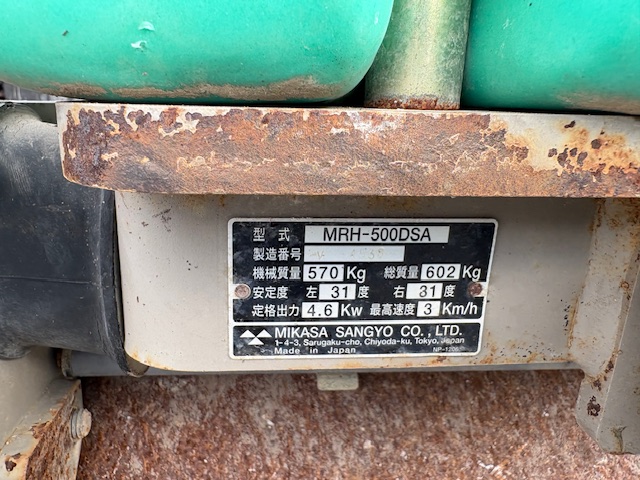 型式 MRH-500DSA
製造番号
機械質量 570 Kg 総質量 602 Kg
安定度 左 31 度 右 31 度
定格出力 4.6 Kw 最高速度 3 Km/h
MIKASA SANGYO CO., LTD.
1-4-3, Sarugaku-cho, Chiyoda-ku, Tokyo, Japan
Made in Japan